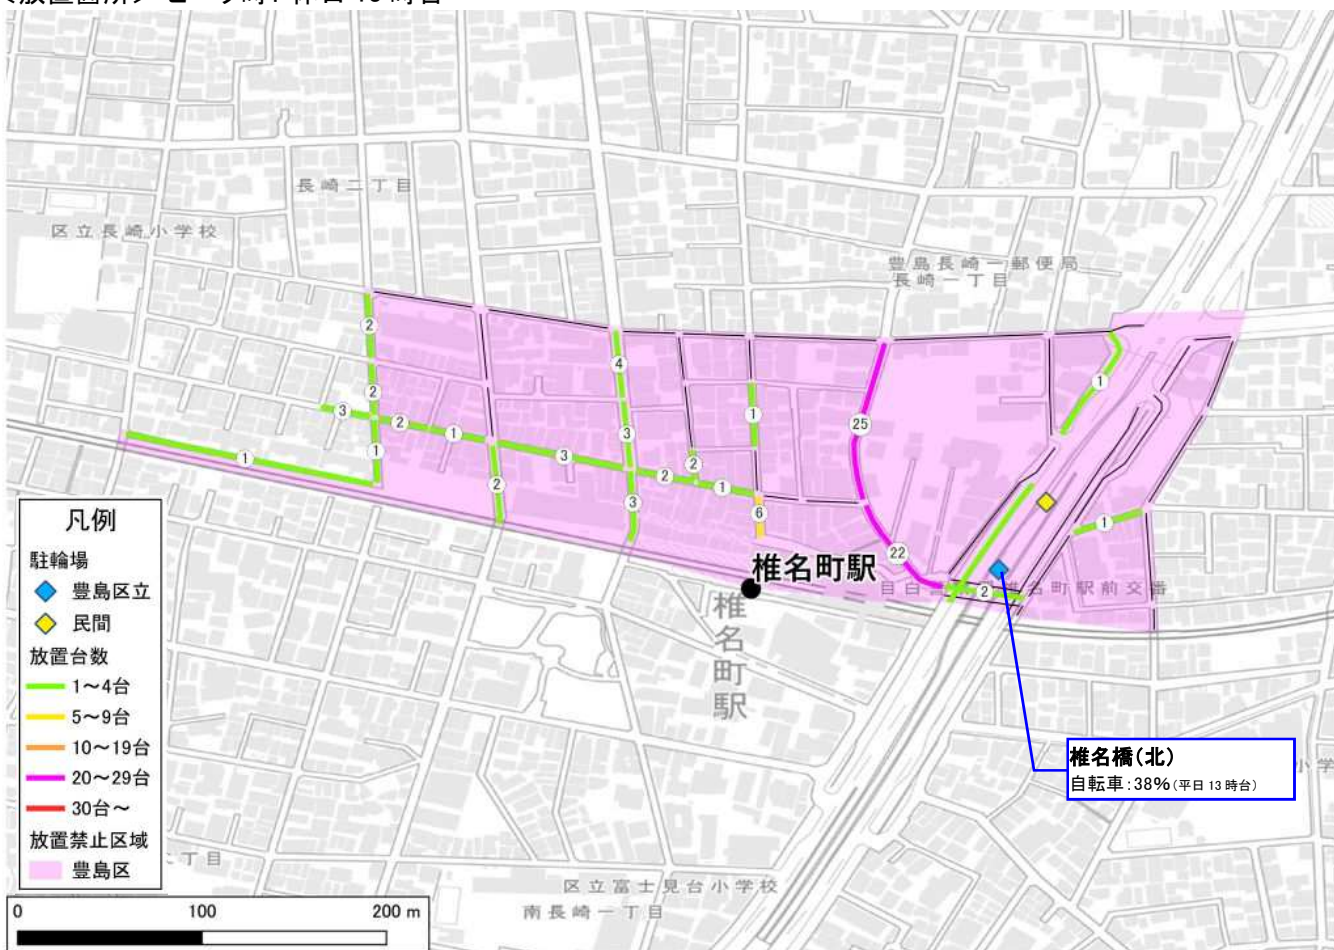 長崎二丁目
区立長崎小学校
豊島長崎一郵便局
長崎一丁目
2
4
2
1
3
2
1
25
3
3
2
1
2
2
1
1
2
3
6
1
22
2
椎名町駅
椎名町駅前交番
椎名町駅
凡例
駐輪場
豊島区立
民間
放置台数
1~4台
5~9台
10~19台
20~29台
30台~
放置禁止区域
豊島区
椎名橋(北)
自転車:38%(平日13時台)
丁目
区立富士見台小学校
南長崎一丁目
0 100 200 m